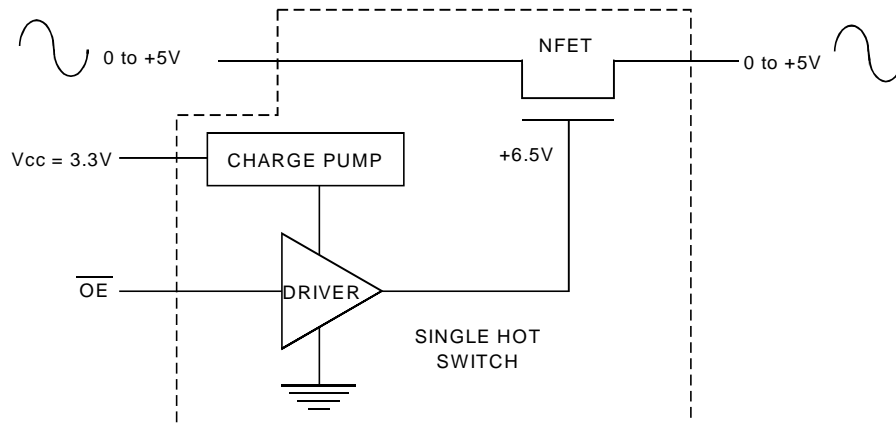 NFET
0 to +5V
0 to +5V
Vcc = 3.3V
CHARGE PUMP
+6.5V
OE
DRIVER
SINGLE HOT
SWITCH